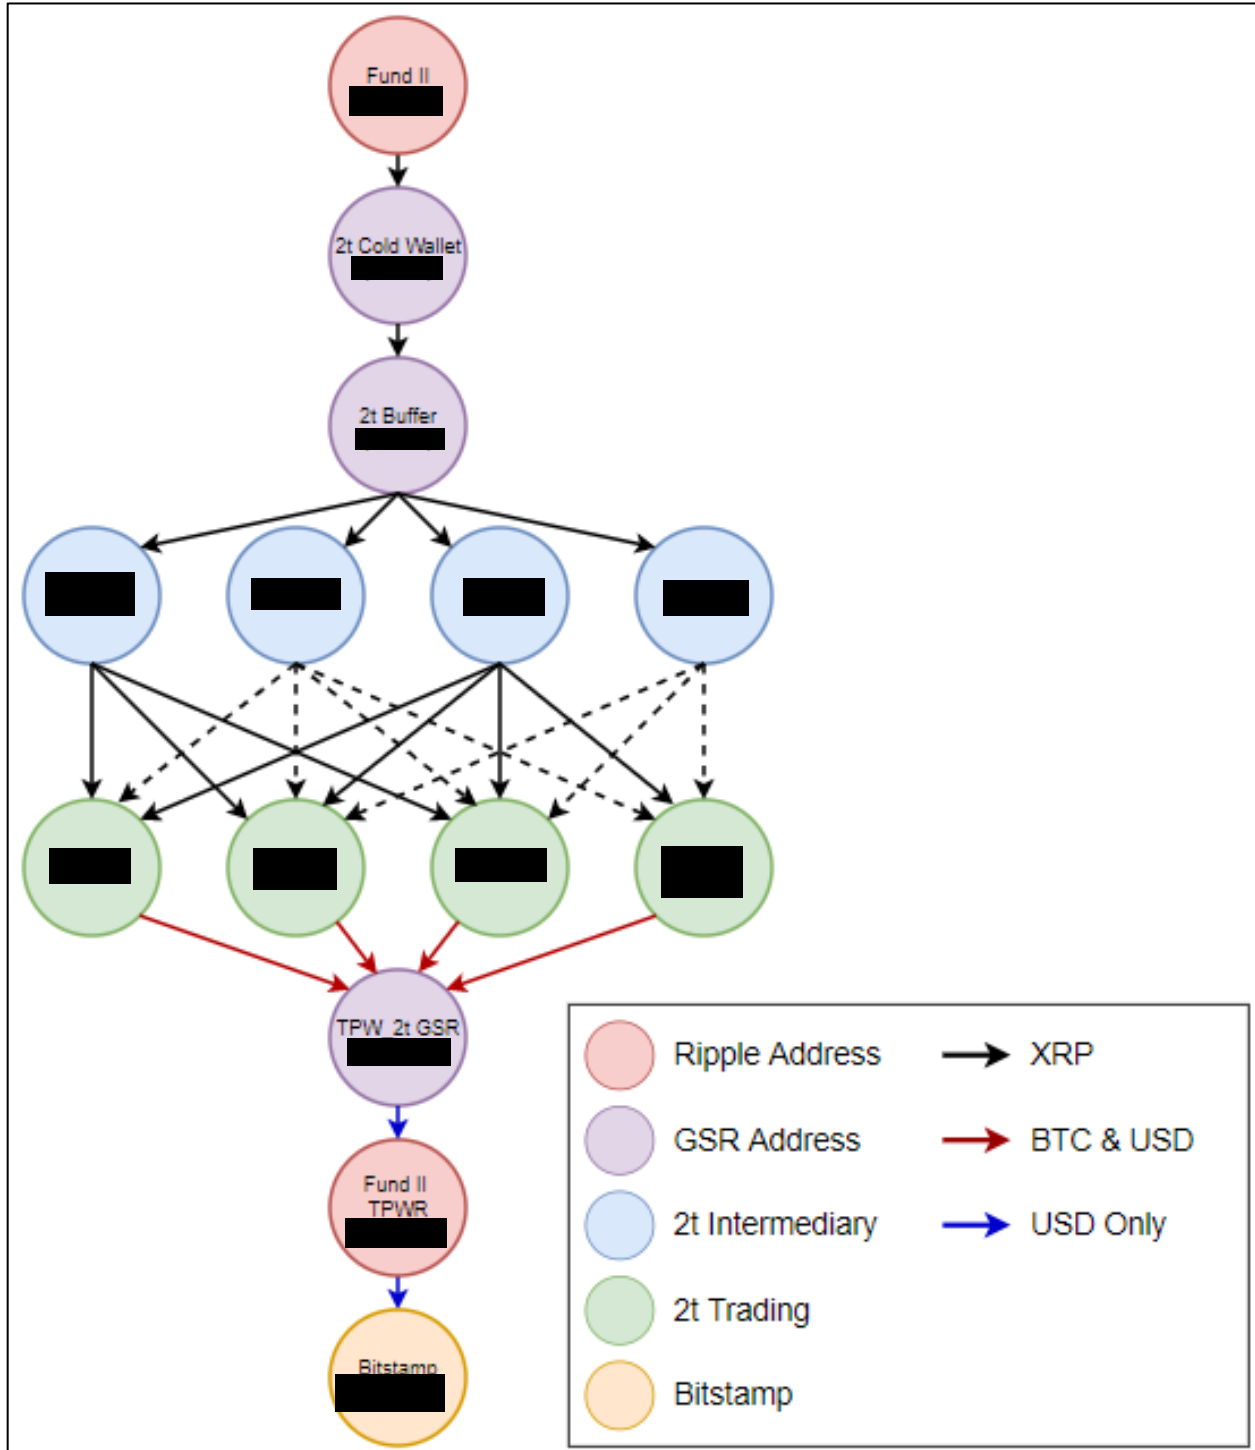 Fund II
2t Cold Wallet
2t Buffer
TPW_2t GSR
Fund II
TPWR
Bitstamp
Ripple Address
XRP
GSR Address
BTC & USD
2t Intermediary
USD Only
2t Trading
Bitstamp